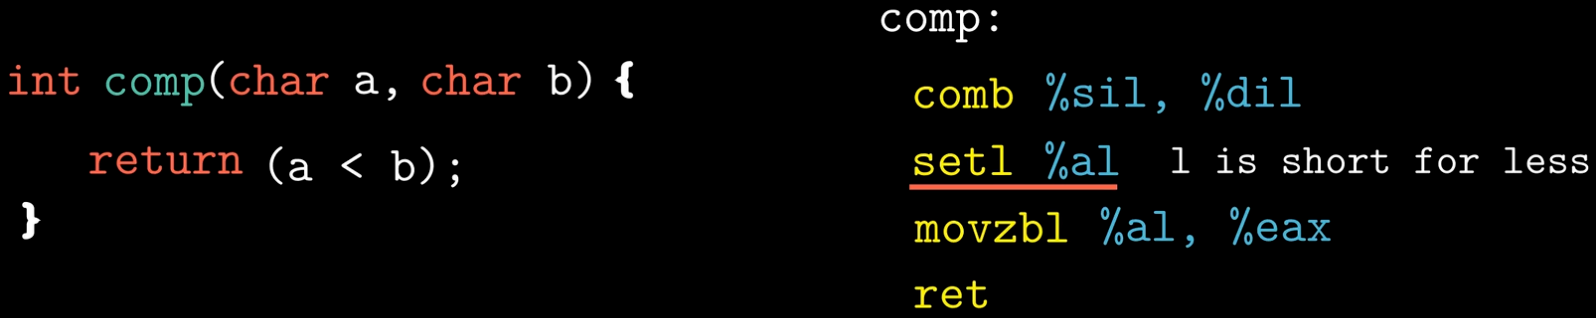 int comp(char a, char b) {
return (a < b);
}
comp:
comb %sil, %dil
setl %al l is short for less
movzbl %al, %eax
ret